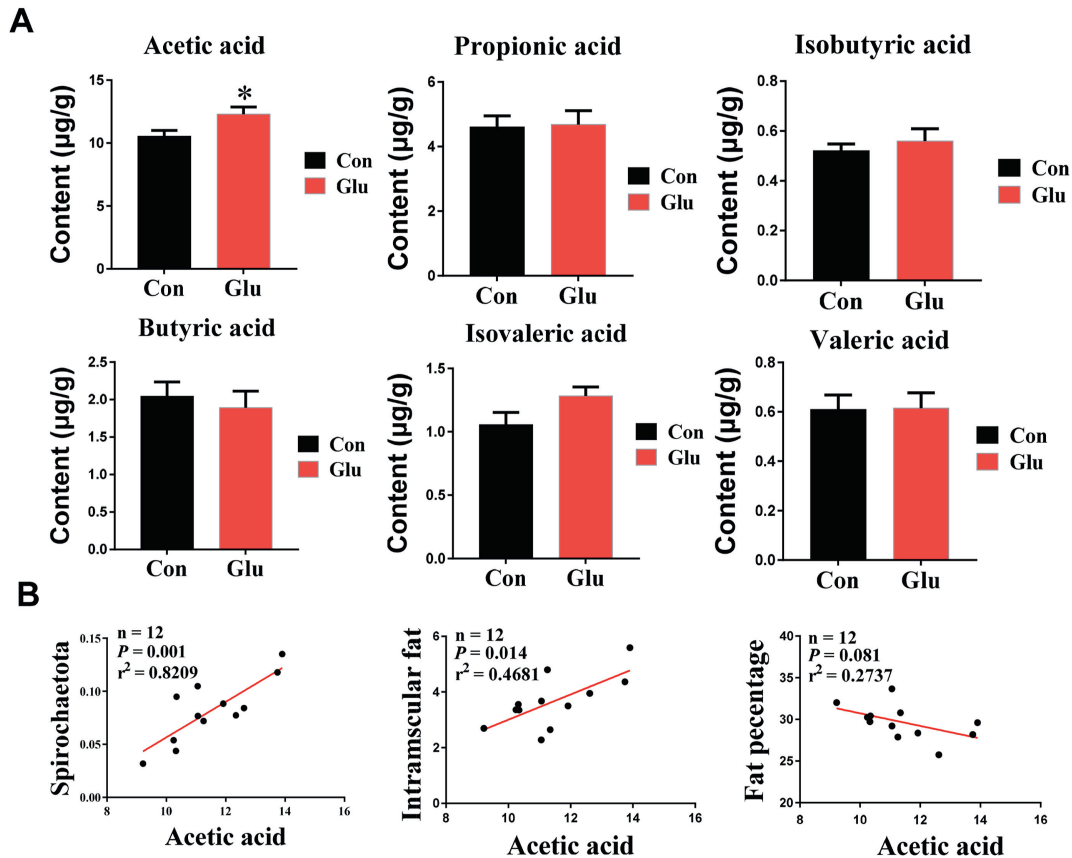 A
Acetic acid
Content (µg/g)
15
10
5
0
*
Con
Glu
Con
Glu
Propionic acid
Content (µg/g)
6
4
2
0
Con
Glu
Con
Glu
Isobutyric acid
Content (µg/g)
0.8
0.6
0.4
0.2
0.0
Con
Glu
Con
Glu
Butyric acid
Content (µg/g)
2.5
2.0
1.5
1.0
0.5
0.0
Con
Glu
Con
Glu
Isovaleric acid
Content (µg/g)
1.5
1.0
0.5
0.0
Con
Glu
Con
Glu
Valeric acid
Content (µg/g)
0.8
0.6
0.4
0.2
0.0
Con
Glu
Con
Glu
B
Spirochaetota
0.15
0.10
0.05
0.00
n = 12
P = 0.001
r² = 0.8209
8 10 12 14 16
Acetic acid
Intramscular fat
6
4
2
0
n = 12
P = 0.014
r² = 0.4681
8 10 12 14 16
Acetic acid
Fat pecentage
40
35
30
25
20
n = 12
P = 0.081
r² = 0.2737
8 10 12 14 16
Acetic acid